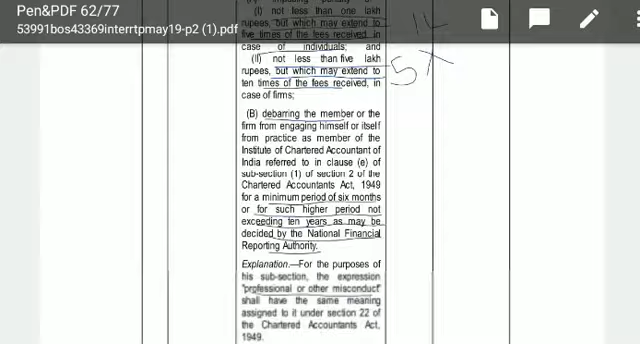 Pen&PDF 62/77
53991bos43369interrtpmay19-p2 (1).pdf
(I) not less than one lakh
rupees, but which may extend to
five times of the fees received, in
case of individuals; and
(II) not less than five lakh
rupees, but which may extend to
ten times of the fees received, in
case of firms;
(B) debarring the member or the
firm from engaging himself or itself
from practice as member of the
Institute of Chartered Accountant of
India referred to in clause (e) of
sub-section (1) of section 2 of the
Chartered Accountants Act, 1949
for a minimum period of six months
or for such higher period not
exceeding ten years as may be
decided by the National Financial
Reporting Authority.
Explanation.—For the purposes of
his sub-section, the expression
"professional or other misconduct"
shall have the same meaning
assigned to it under section 22 of
the Chartered Accountants Act,
1949.